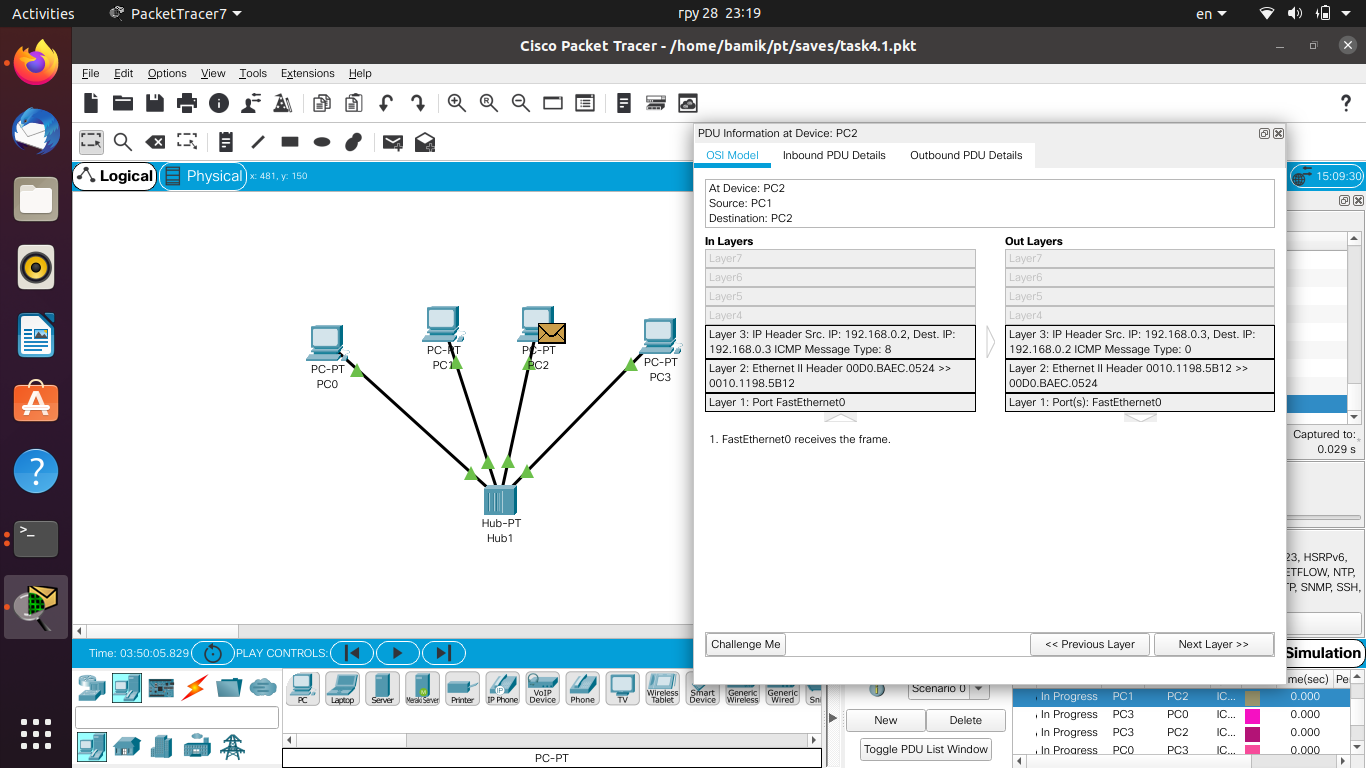 Activities PacketTracer7 гру 28 23:19 en
Cisco Packet Tracer - /home/bamik/pt/saves/task4.1.pkt
File Edit Options View Tools Extensions Help
Logical Physical x: 481, y: 150
15:09:30
PC-PT
PC0
PC-PT
PC1
PC-PT
PC2
PC-PT
PC3
Hub-PT
Hub1
PDU Information at Device: PC2
OSI Model Inbound PDU Details Outbound PDU Details
At Device: PC2
Source: PC1
Destination: PC2
In Layers
Layer7
Layer6
Layer5
Layer4
Layer 3: IP Header Src. IP: 192.168.0.2, Dest. IP:
192.168.0.3 ICMP Message Type: 8
Layer 2: Ethernet II Header 00D0.BAEC.0524 >>
0010.1198.5B12
Layer 1: Port FastEthernet0
Out Layers
Layer7
Layer6
Layer5
Layer4
Layer 3: IP Header Src. IP: 192.168.0.3, Dest. IP:
192.168.0.2 ICMP Message Type: 0
Layer 2: Ethernet II Header 0010.1198.5B12 >>
00D0.BAEC.0524
Layer 1: Port(s): FastEthernet0
1. FastEthernet0 receives the frame.
Challenge Me << Previous Layer Next Layer >>
Captured to:
0.029 s
23, HSRPv6,
ETFLOW, NTP,
TP, SNMP, SSH,
Time: 03:50:05.829 PLAY CONTROLS:
Simulation
PC Laptop Server Meraki Server Printer IP Phone VoIP Device Phone TV Wireless Tablet Smart Device Generic Wireless Generic Wired
PC-PT
Scenario 0
New Delete
Toggle PDU List Window
me(sec) Pe
In Progress PC1 PC2 IC... 0.000
In Progress PC3 PC0 IC... 0.000
In Progress PC3 PC2 IC... 0.000
In Progress PC0 PC3 IC... 0.000